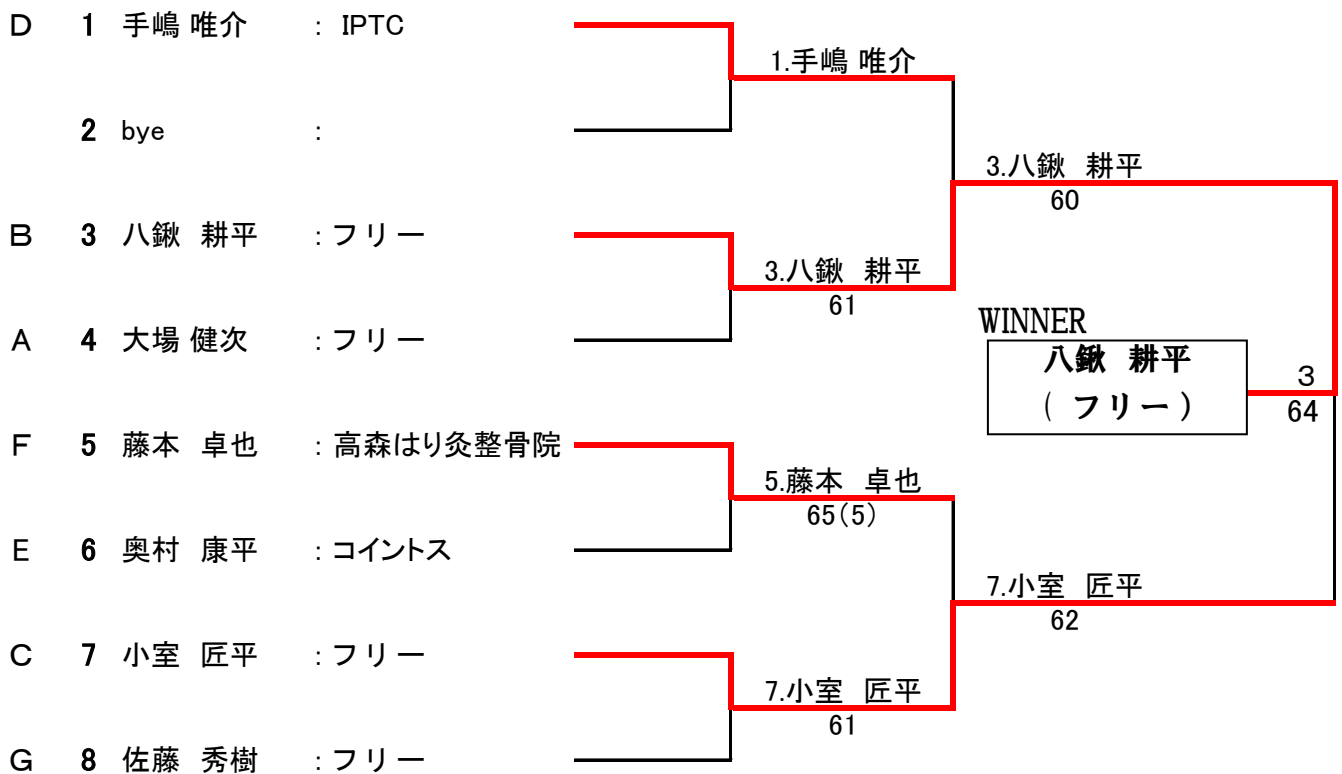 D 1 手嶋 唯介 : IPTC
1.手嶋 唯介
2 bye :
3.八鍬 耕平
60
B 3 八鍬 耕平 : フリー
3.八鍬 耕平
61
A 4 大場 健次 : フリー
WINNER
八鍬 耕平
( フリー )
3
64
F 5 藤本 卓也 : 高森はり灸整骨院
5.藤本 卓也
65(5)
E 6 奥村 康平 : コイントス
7.小室 匠平
62
C 7 小室 匠平 : フリー
7.小室 匠平
61
G 8 佐藤 秀樹 : フリー